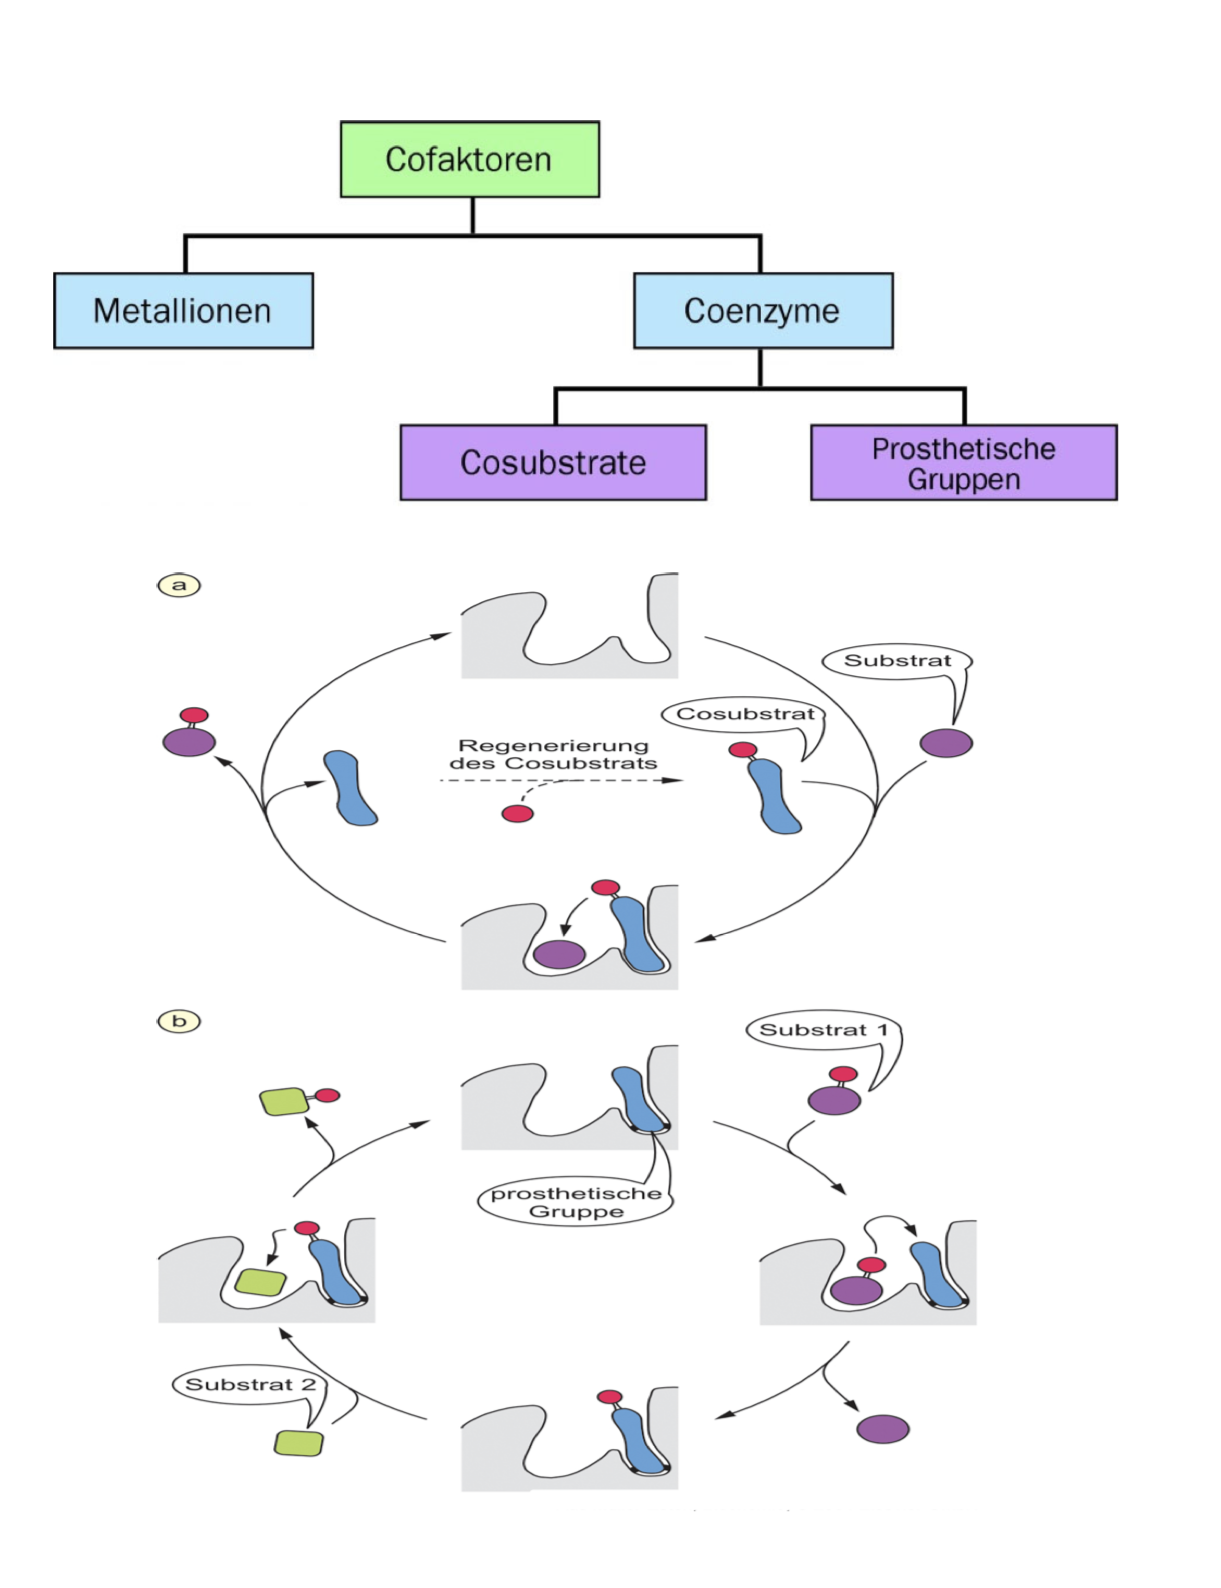 Cofaktoren
Metallionen
Coenzyme
Cosubstrate
Prosthetische
Gruppen
a
Substrat
Cosubstrat
Regenerierung
des Cosubstrats
b
Substrat 1
prosthetische
Gruppe
Substrat 2